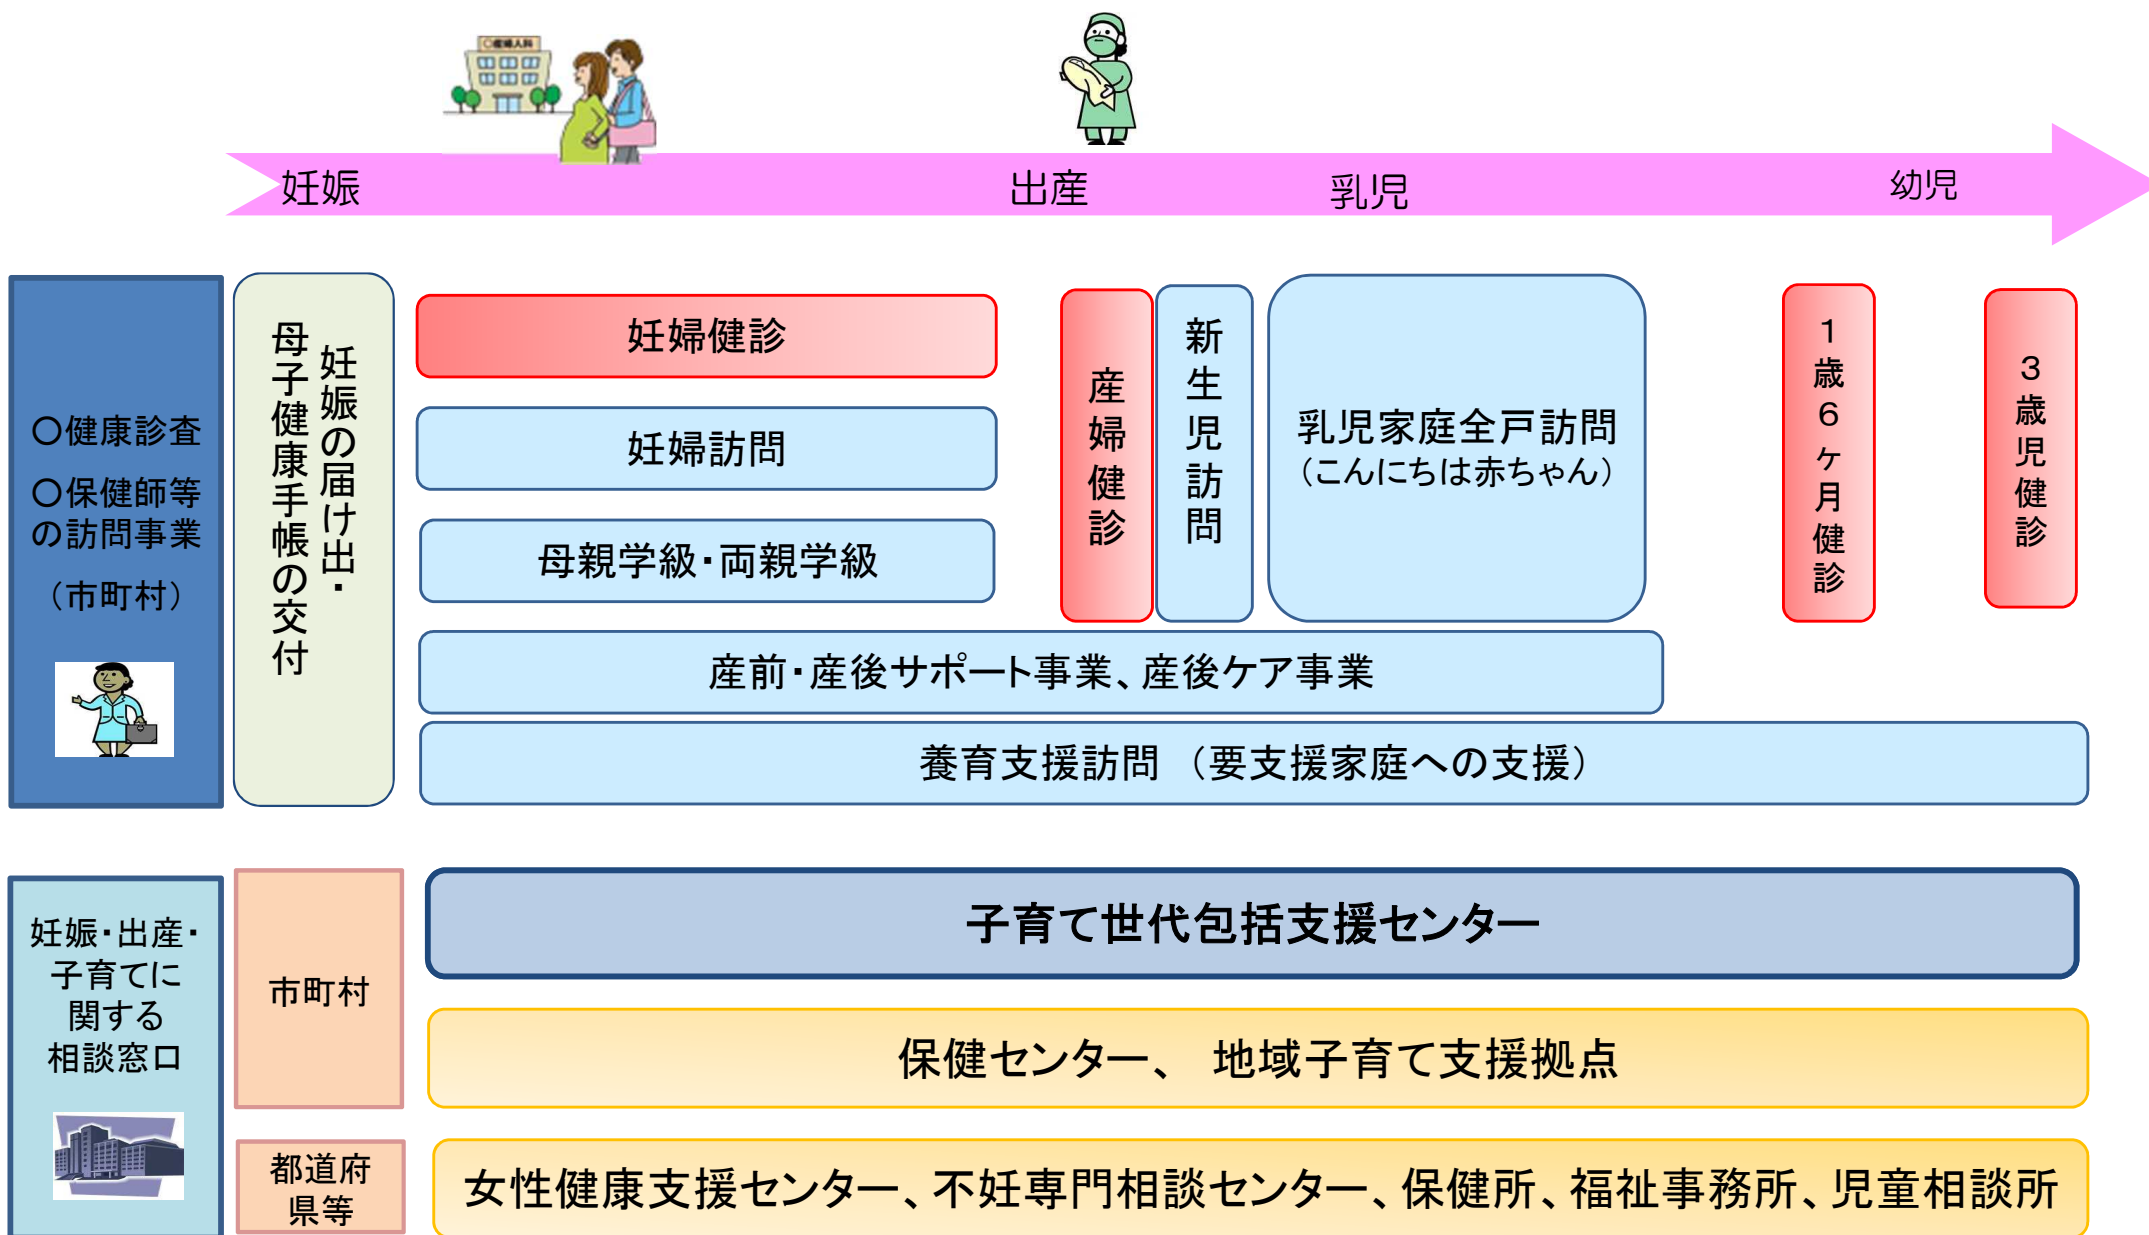 〇産婦人科
妊娠
出産
乳児
幼児
〇健康診査
〇保健師等
の訪問事業
（市町村）
妊娠の届け出・
母子健康手帳の交付
妊婦健診
妊婦訪問
母親学級・両親学級
産婦健診
新生児訪問
乳児家庭全戸訪問
（こんにちは赤ちゃん）
１歳６ヶ月健診
３歳児健診
産前・産後サポート事業、産後ケア事業
養育支援訪問 （要支援家庭への支援）
妊娠・出産・
子育てに
関する
相談窓口
市町村
子育て世代包括支援センター
保健センター、 地域子育て支援拠点
都道府
県等
女性健康支援センター、不妊専門相談センター、保健所、福祉事務所、児童相談所